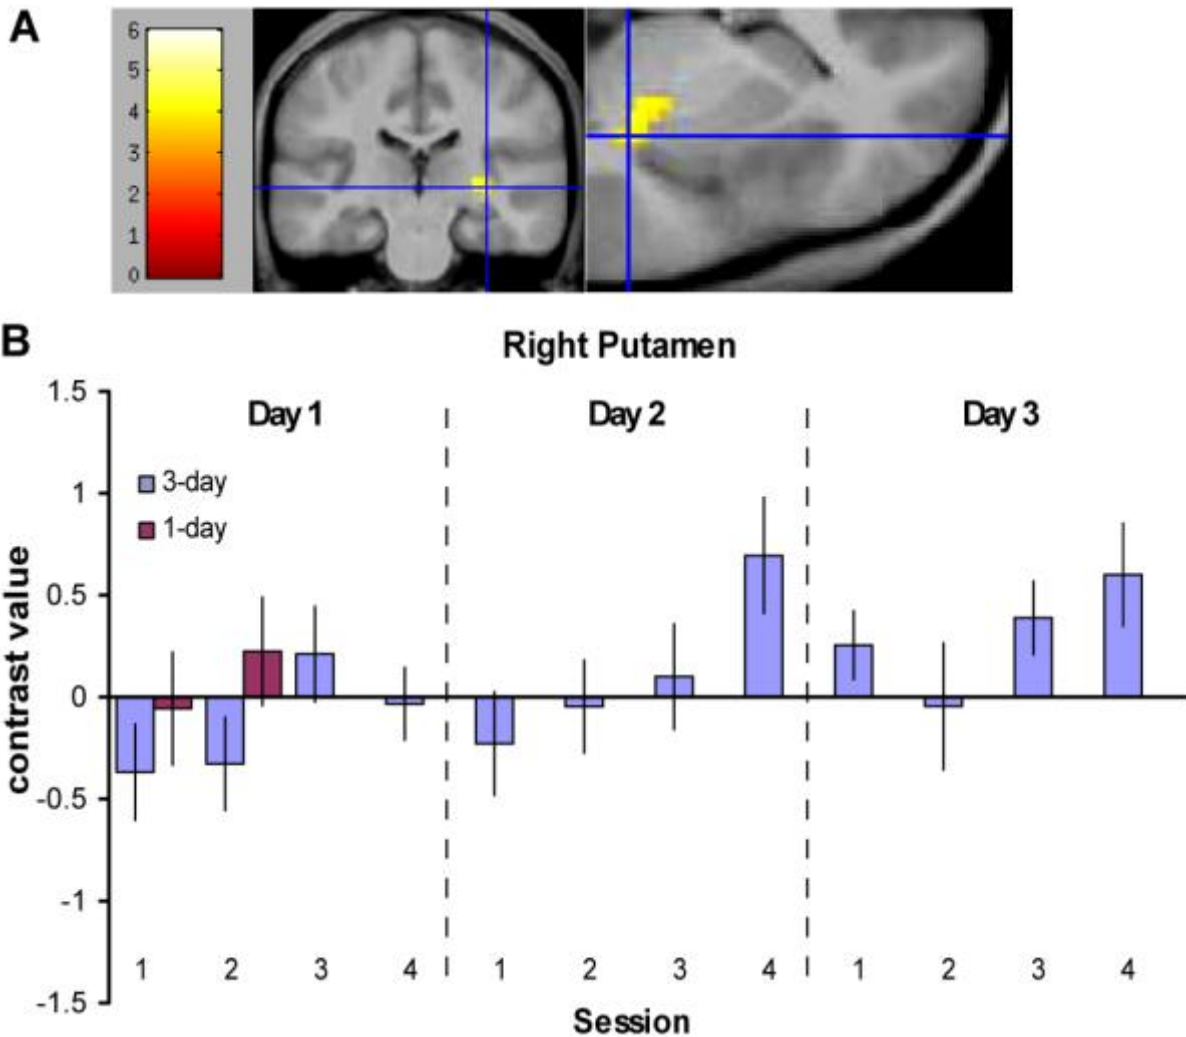 A
6
5
4
3
2
1
0
B
Right Putamen
1.5
1
0.5
0
-0.5
-1
-1.5
contrast value
Day 1
Day 2
Day 3
3-day
1-day
1 2 3 4 1 2 3 4 1 2 3 4
Session